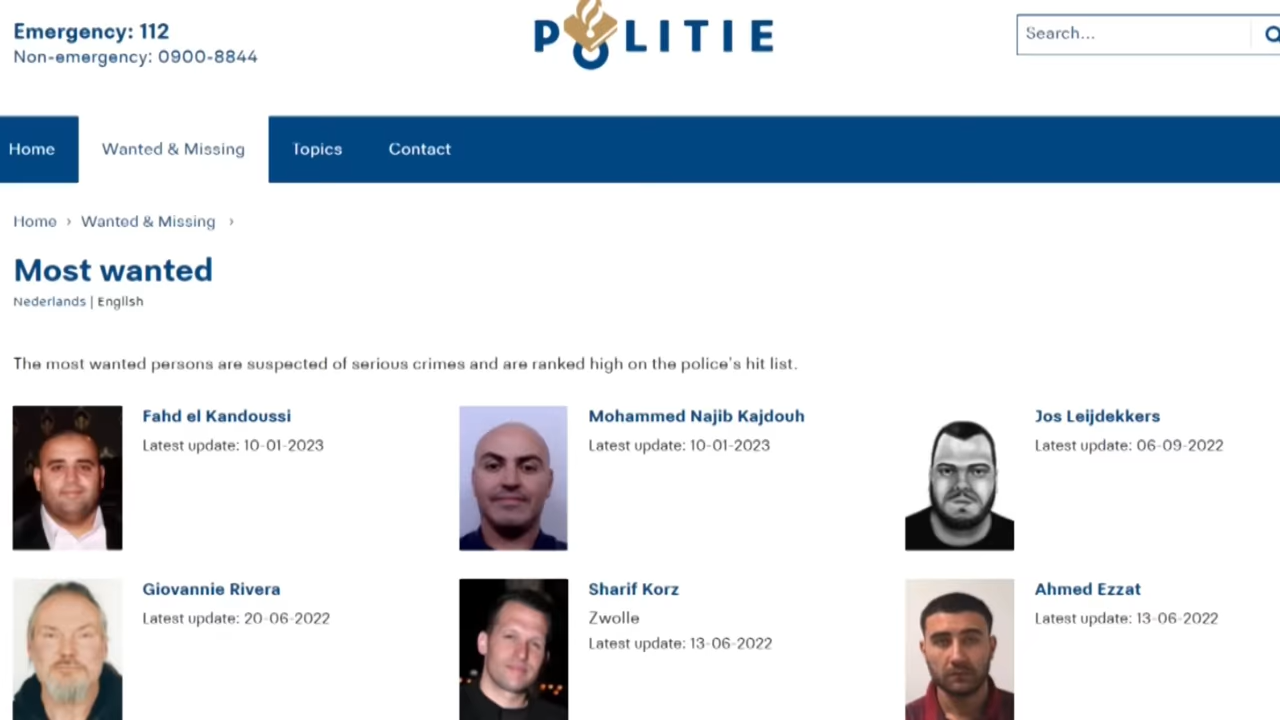 Emergency: 112
Non-emergency: 0900-8844
POLITIE
Search...
Home
Wanted & Missing
Topics
Contact
Home › Wanted & Missing ›
Most wanted
Nederlands | English
The most wanted persons are suspected of serious crimes and are ranked high on the police's hit list.
Fahd el Kandoussi
Latest update: 10-01-2023
Mohammed Najib Kajdouh
Latest update: 10-01-2023
Jos Leijdekkers
Latest update: 06-09-2022
Giovannie Rivera
Latest update: 20-06-2022
Sharif Korz
Zwolle
Latest update: 13-06-2022
Ahmed Ezzat
Latest update: 13-06-2022